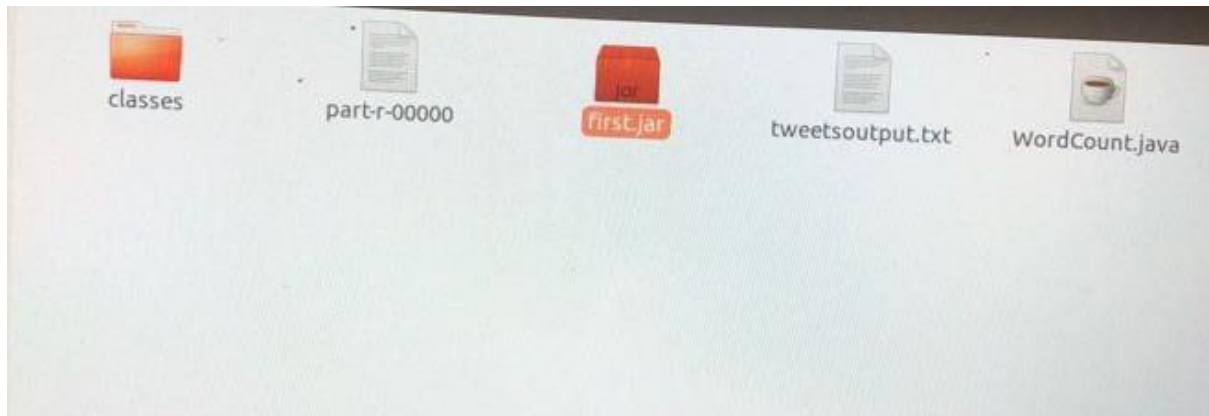 classes
part-r-00000
jar
first.jar
tweetsoutput.txt
WordCount.java